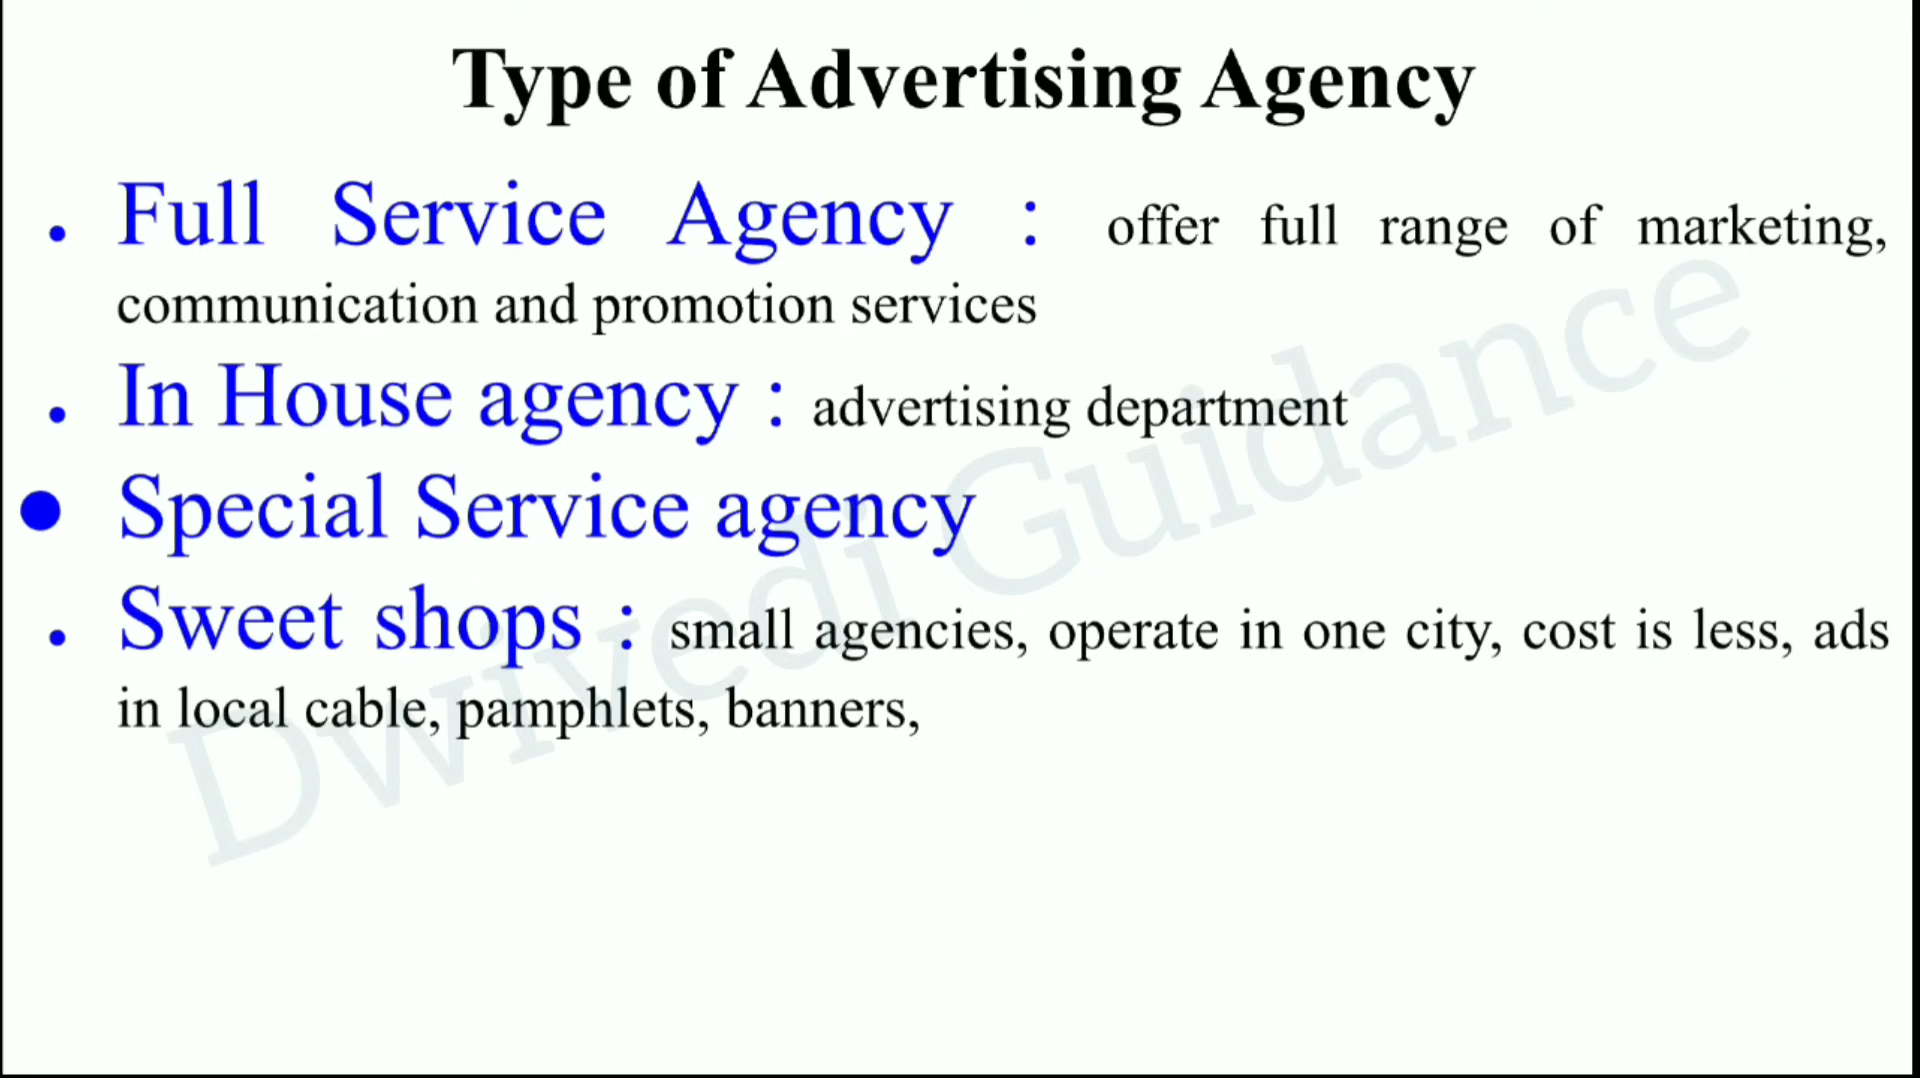 Type of Advertising Agency
• Full Service Agency : offer full range of marketing,
communication and promotion services
• In House agency : advertising department
• Special Service agency
• Sweet shops : small agencies, operate in one city, cost is less, ads
in local cable, pamphlets, banners,
Dwivedi Guidance